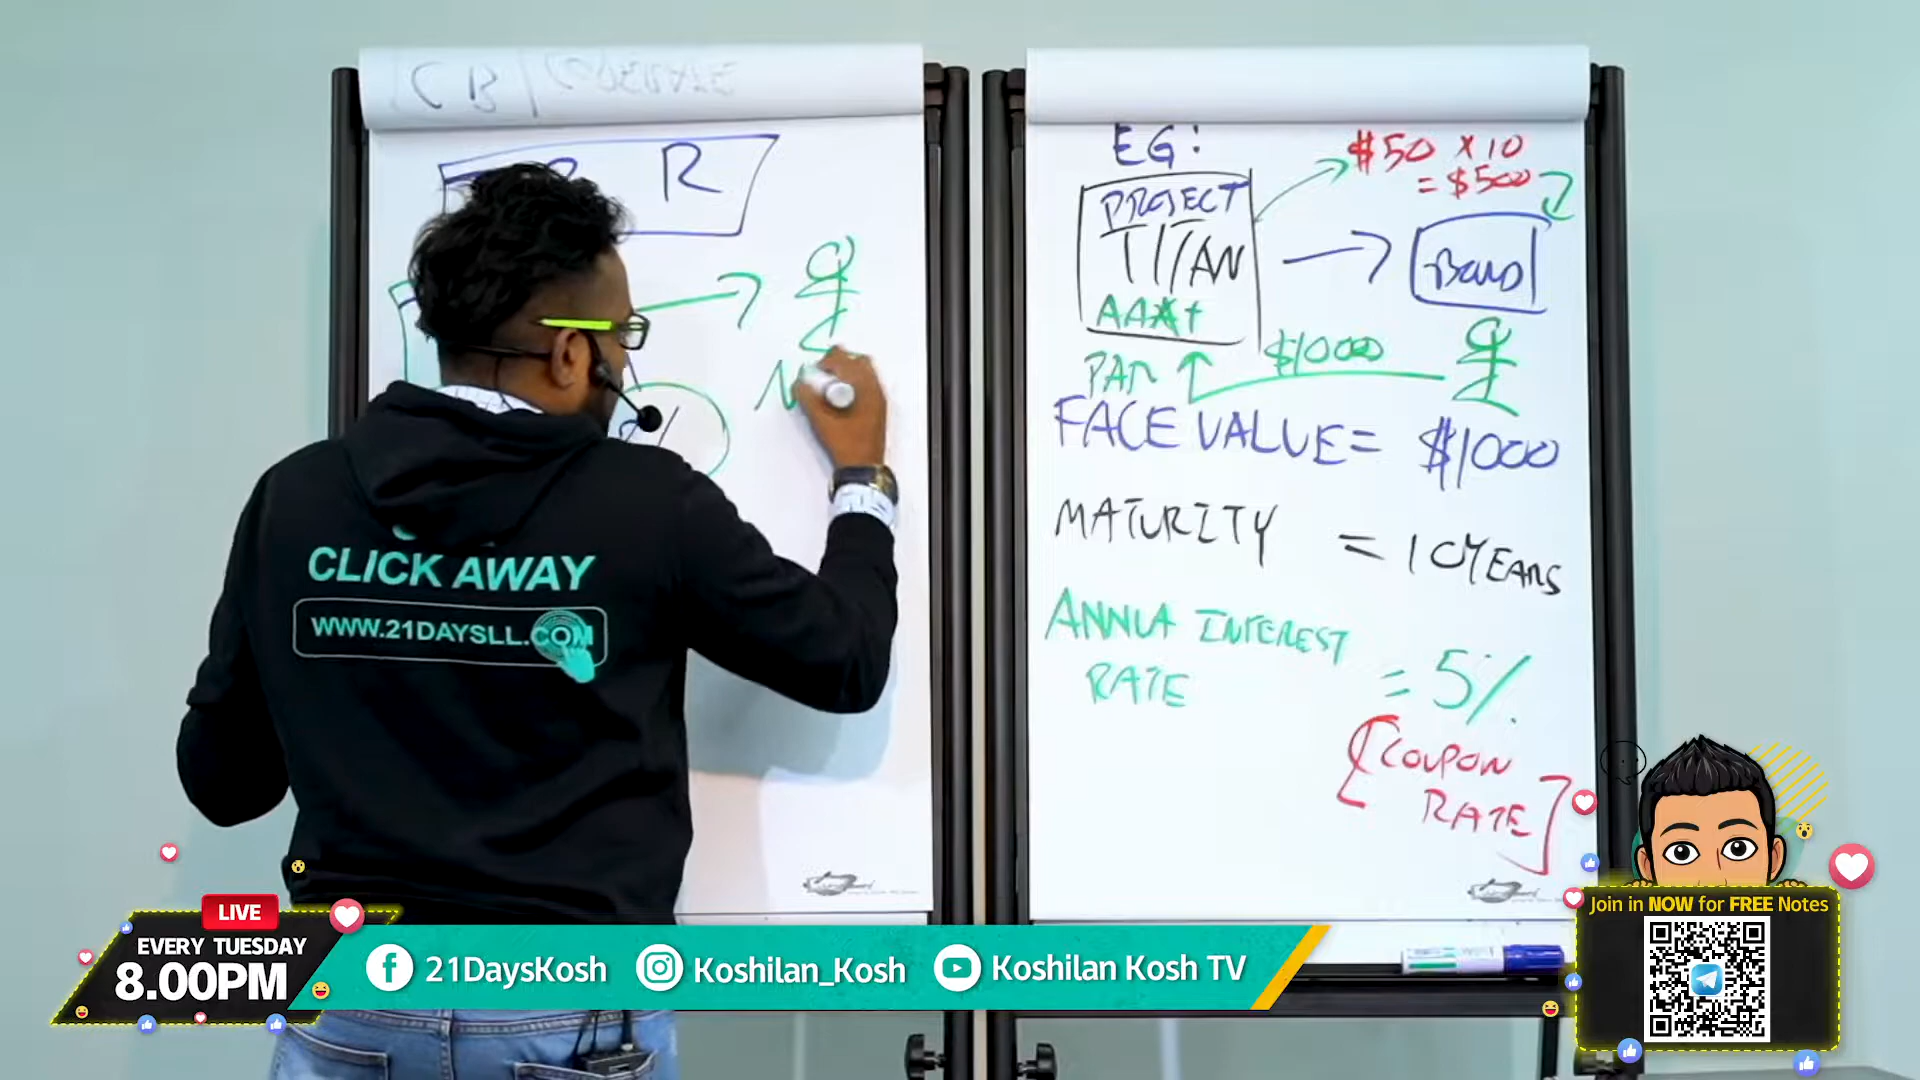 CB
R
EG:
$50 X 10
= $500
PROJECT
TITAN
AAA+
BOND
$1000
PAR
FACE VALUE = $1000
MATURITY = 10 YEARS
ANNUA INTEREST
RATE = 5%
[COUPON
RATE]
CLICK AWAY
WWW.21DAYSLL.COM
LIVE
EVERY TUESDAY
8.00PM
21DaysKosh
Koshilan_Kosh
Koshilan Kosh TV
Join in NOW for FREE Notes